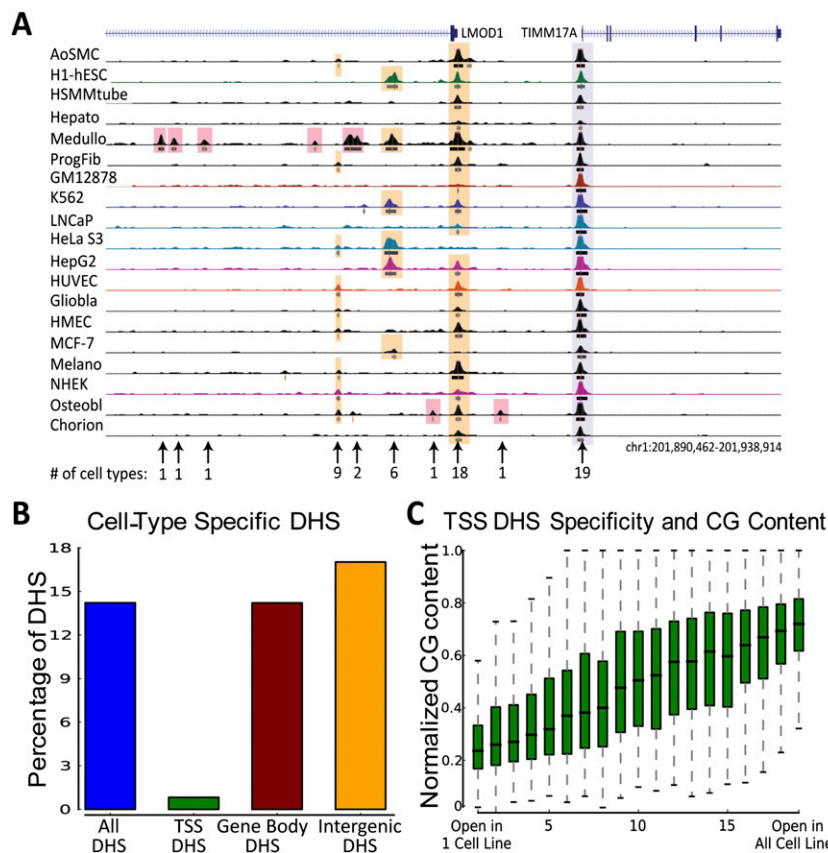 A
LMOD1 TIMM17A
AoSMC
H1-hESC
HSMMtube
Hepato
Medullo
ProgFib
GM12878
K562
LNCaP
HeLa S3
HepG2
HUVEC
Gliobla
HMEC
MCF-7
Melano
NHEK
Osteobl
Chorion
chr1:201,890,462-201,938,914
# of cell types: 1 1 1 9 2 6 1 18 1 19
B
Cell-Type Specific DHS
Percentage of DHS
18
15
12
9
6
3
0
All DHS
TSS DHS
Gene Body DHS
Intergenic DHS
C
TSS DHS Specificity and CG Content
Normalized CG content
1.0
0.8
0.6
0.4
0.2
0
Open in 1 Cell Line
5
10
15
Open in All Cell Line